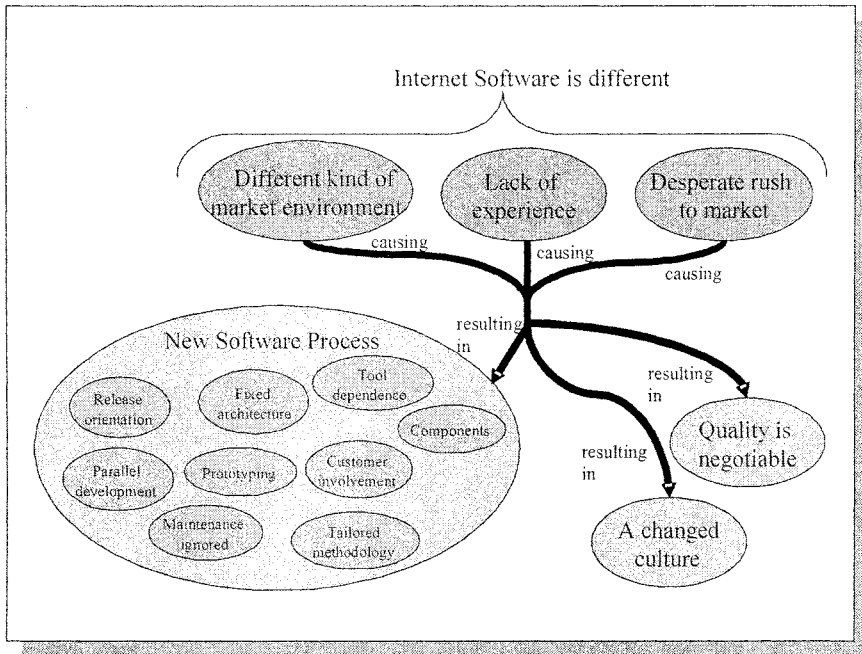 Internet Software is different
Different kind of
market environment
Lack of
experience
Desperate rush
to market
causing
causing
causing
resulting
in
resulting
in
resulting
in
New Software Process
Release
orientation
Fixed
architecture
Tool
dependence
Components
Parallel
development
Prototyping
Customer
involvement
Maintenance
ignored
Tailored
methodology
Quality is
negotiable
A changed
culture